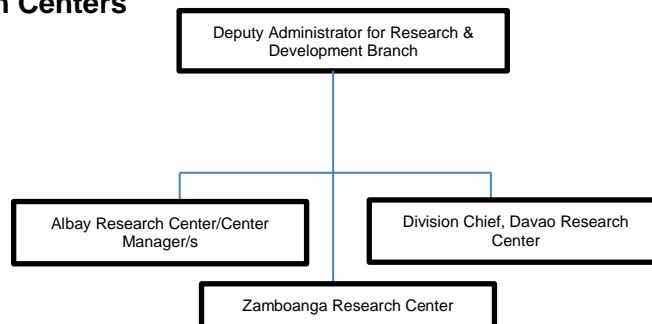 Centers
Deputy Administrator for Research &
Development Branch
Albay Research Center/Center
Manager/s
Division Chief, Davao Research
Center
Zamboanga Research Center